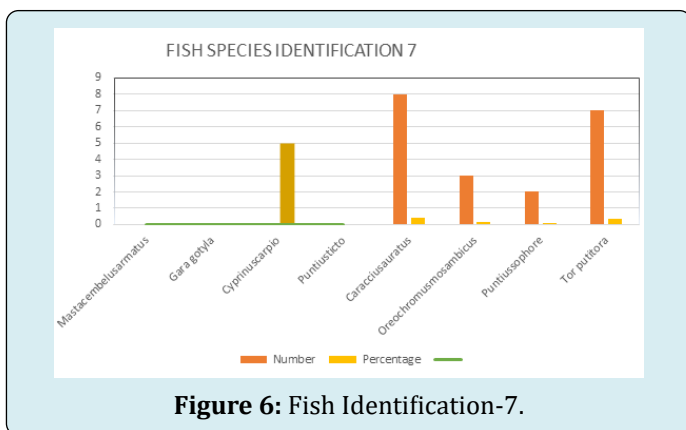 FISH SPECIES IDENTIFICATION 7
9
8
7
6
5
4
3
2
1
0
Mastacembelusarmatus
Gara gotyla
Cyprinuscarpio
Puntiusticto
Caracciusauratus
Oreochromusmosambicus
Puntiussophore
Tor putitora
Number
Percentage
Figure 6: Fish Identification-7.